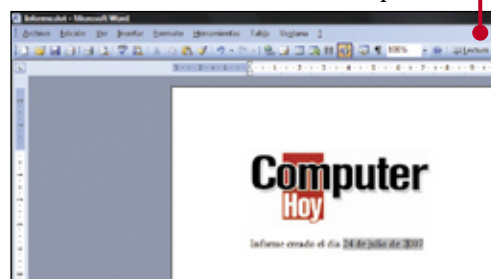 Informe.dot - Microsoft Word
Archivo Edición Ver Insertar Formato Herramientas Tabla Ventana ?
100% Lectura
Computer
Hoy
Informe creado el día 24 de julio de 2007